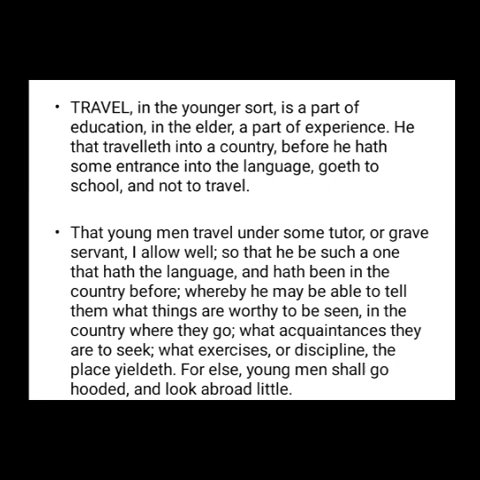 • TRAVEL, in the younger sort, is a part of
education, in the elder, a part of experience. He
that travelleth into a country, before he hath
some entrance into the language, goeth to
school, and not to travel.
• That young men travel under some tutor, or grave
servant, I allow well; so that he be such a one
that hath the language, and hath been in the
country before; whereby he may be able to tell
them what things are worthy to be seen, in the
country where they go; what acquaintances they
are to seek; what exercises, or discipline, the
place yieldeth. For else, young men shall go
hooded, and look abroad little.